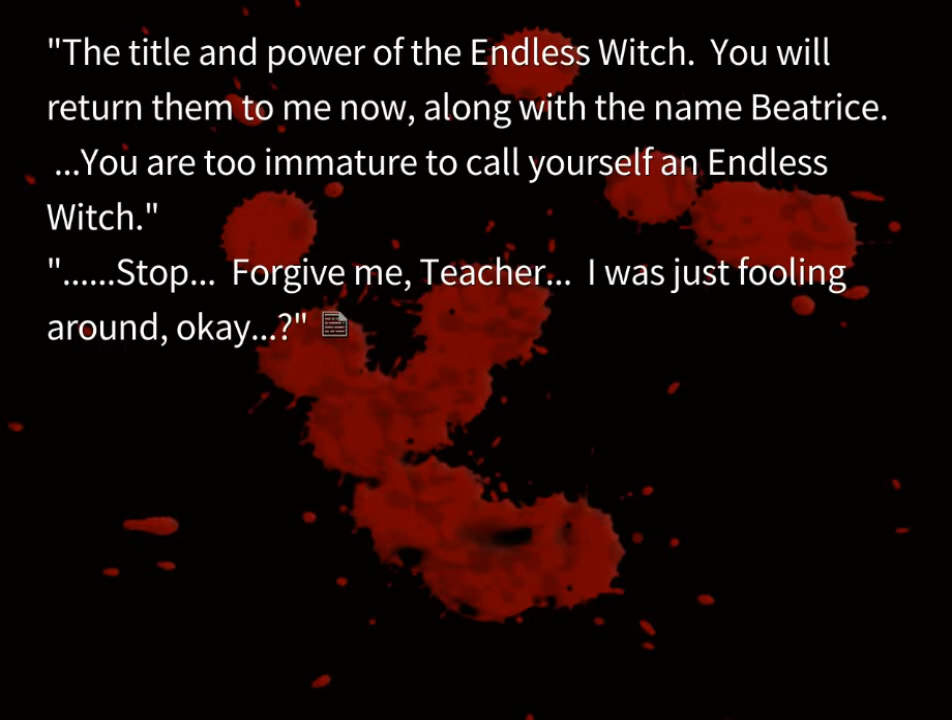 "The title and power of the Endless Witch.  You will
return them to me now, along with the name Beatrice.
 ...You are too immature to call yourself an Endless
Witch."
"......Stop...  Forgive me, Teacher...  I was just fooling
around, okay...?"